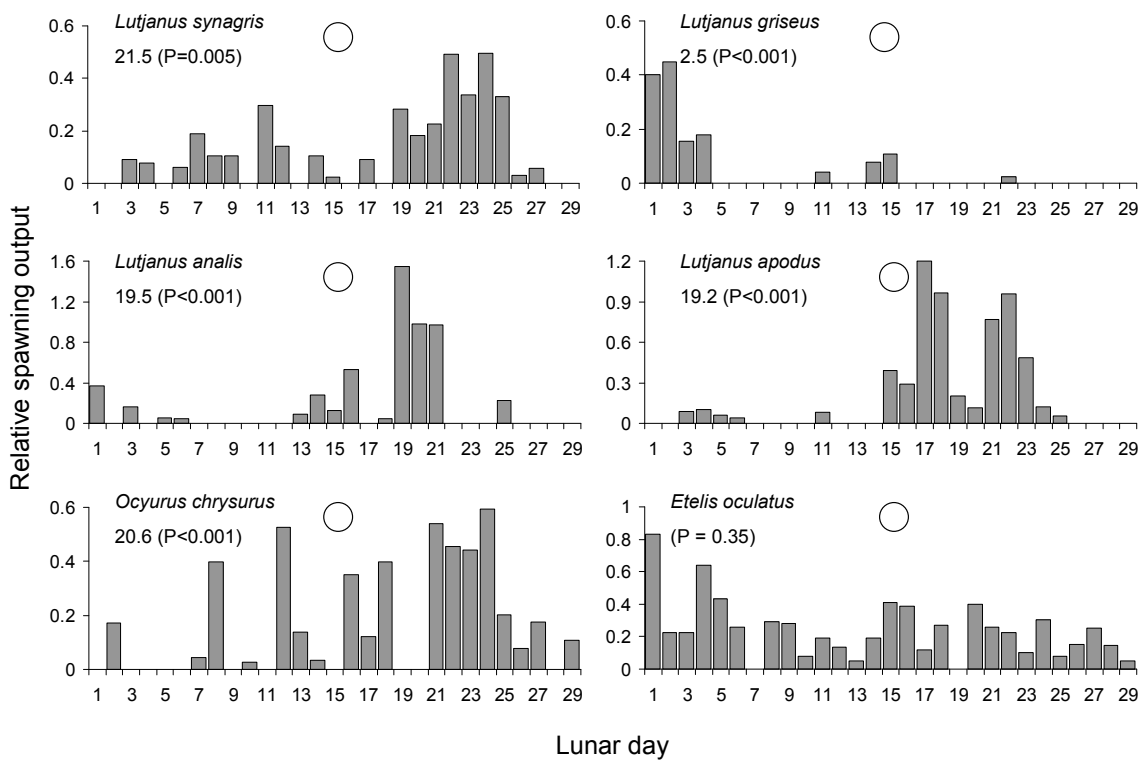 Relative spawning output
Lutjanus synagris
21.5 (P=0.005)
0.6
0.4
0.2
0
1 3 5 7 9 11 13 15 17 19 21 23 25 27 29
Lutjanus griseus
2.5 (P<0.001)
0.6
0.4
0.2
0
1 3 5 7 9 11 13 15 17 19 21 23 25 27 29
Lutjanus analis
19.5 (P<0.001)
1.6
1.2
0.8
0.4
0
1 3 5 7 9 11 13 15 17 19 21 23 25 27 29
Lutjanus apodus
19.2 (P<0.001)
1.2
0.9
0.6
0.3
0
1 3 5 7 9 11 13 15 17 19 21 23 25 27 29
Ocyurus chrysurus
20.6 (P<0.001)
0.6
0.4
0.2
0
1 3 5 7 9 11 13 15 17 19 21 23 25 27 29
Etelis oculatus
(P = 0.35)
1
0.8
0.6
0.4
0.2
0
1 3 5 7 9 11 13 15 17 19 21 23 25 27 29
Lunar day